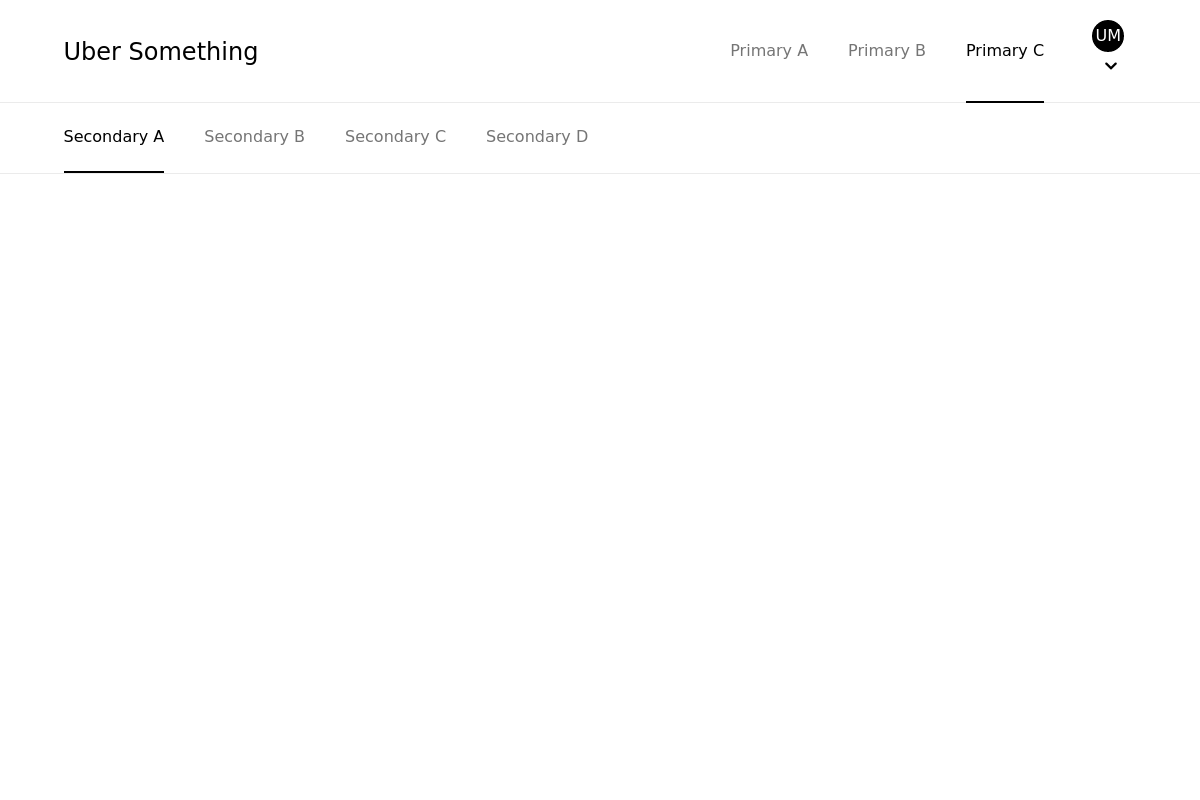 Uber Something
Primary A
Primary B
Primary C
UM
Secondary A
Secondary B
Secondary C
Secondary D